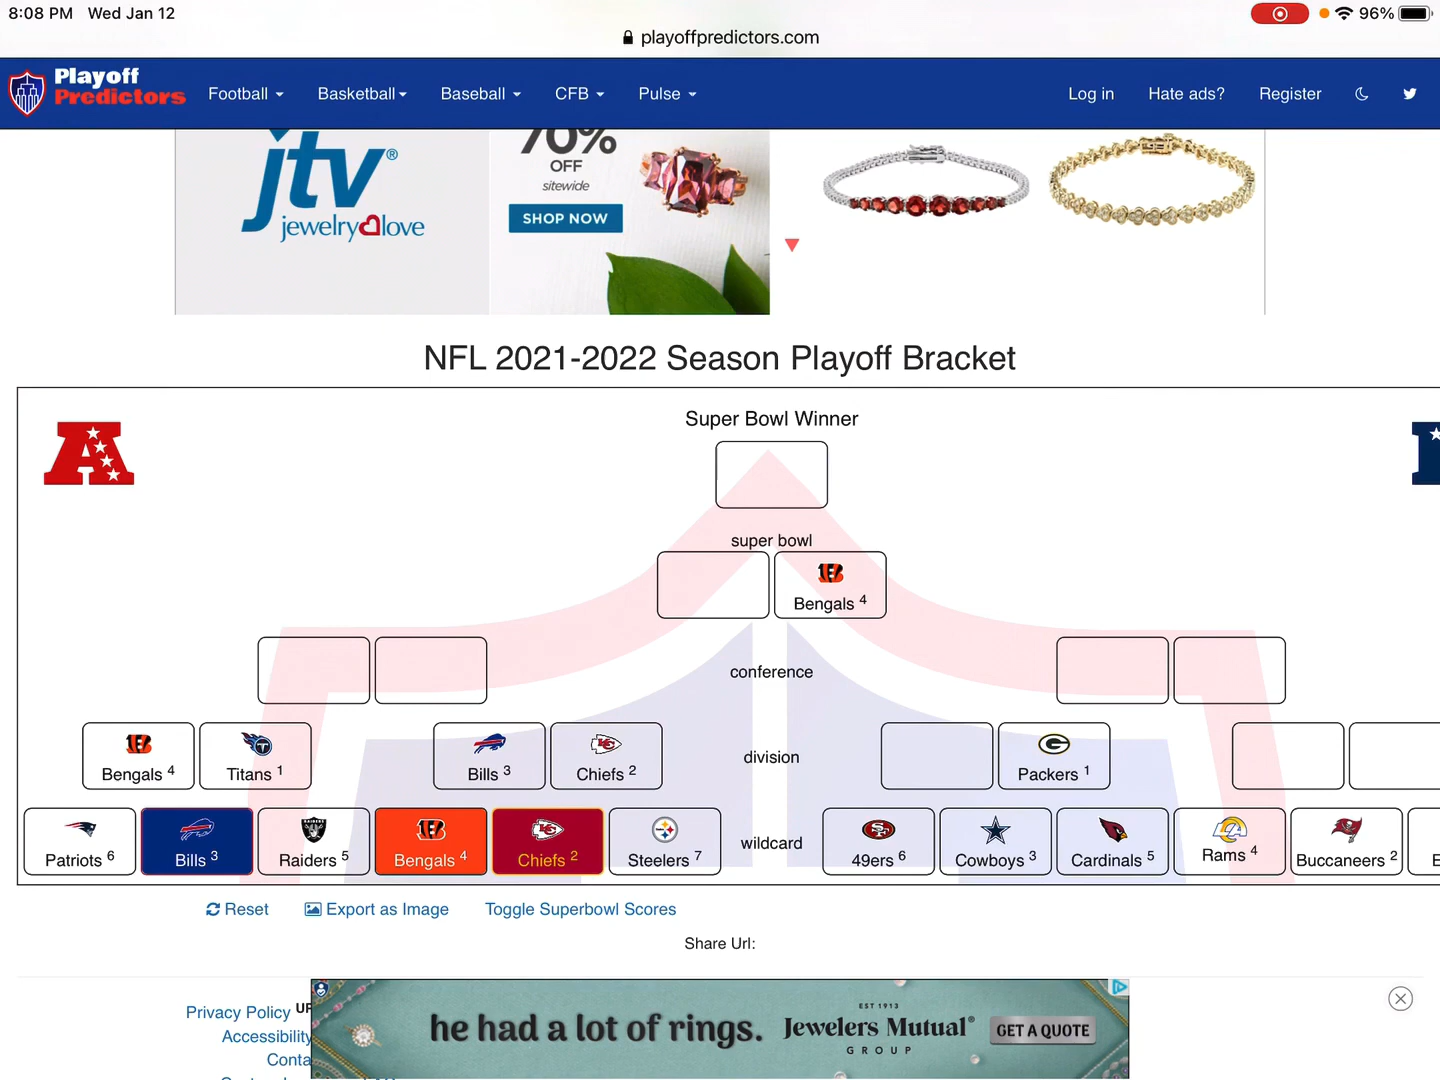 8:08 PM Wed Jan 12
96%
playoffpredictors.com
Playoff
Predictors
Football
Basketball
Baseball
CFB
Pulse
Log in
Hate ads?
Register
jtv®
jewelry love
70%
OFF
sitewide
SHOP NOW
NFL 2021-2022 Season Playoff Bracket
A
Super Bowl Winner
super bowl
Bengals 4
conference
Bengals 4
Titans 1
Bills 3
Chiefs 2
division
Packers 1
Patriots 6
Bills 3
Raiders 5
Bengals 4
Chiefs 2
Steelers 7
wildcard
49ers 6
Cowboys 3
Cardinals 5
Rams 4
Buccaneers 2
E
Reset
Export as Image
Toggle Superbowl Scores
Share Url:
Privacy Policy UP
Accessibility
Conta
he had a lot of rings.
EST 1913
Jewelers Mutual®
GROUP
GET A QUOTE